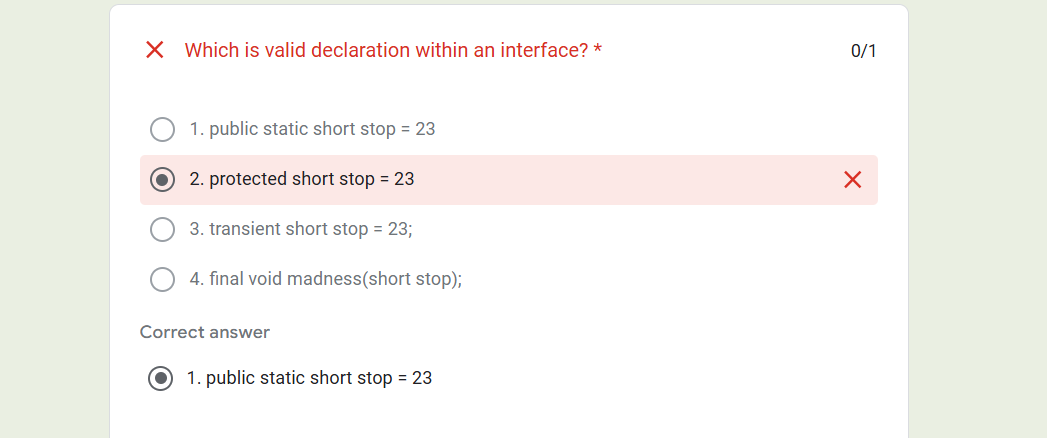 Which is valid declaration within an interface? *
0/1
1. public static short stop = 23
2. protected short stop = 23
3. transient short stop = 23;
4. final void madness(short stop);
Correct answer
1. public static short stop = 23